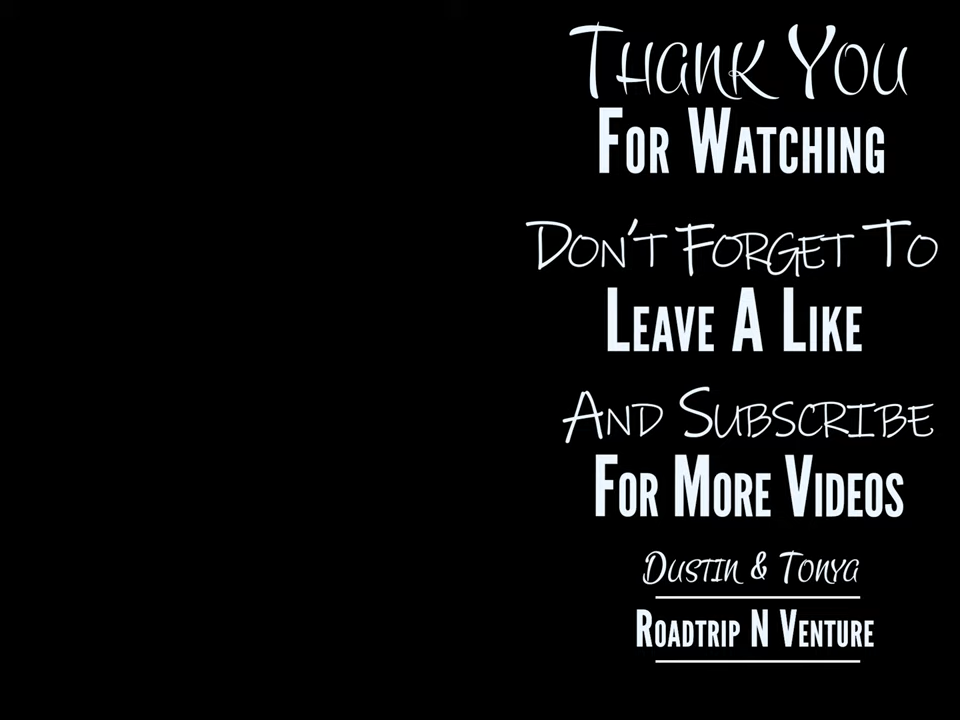 Thank You
For Watching
Don't Forget To
Leave A Like
And Subscribe
For More Videos
Dustin & Tonya
Roadtrip N Venture